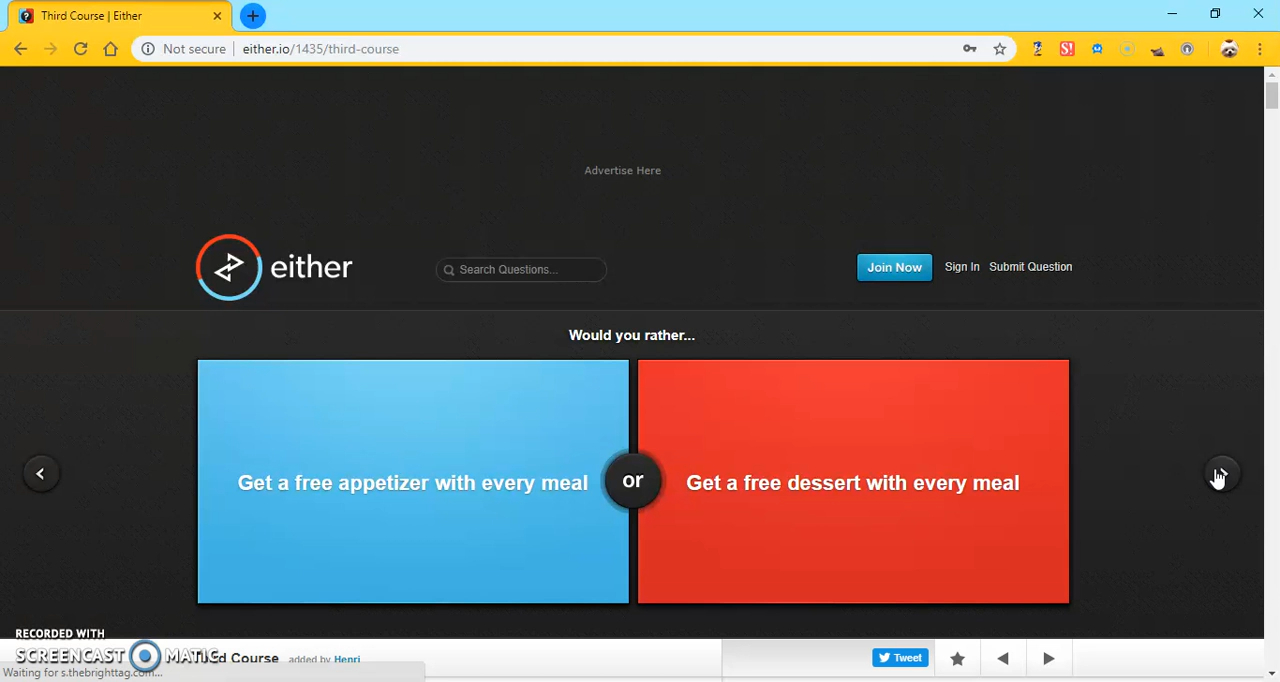 Third Course | Either
Not secure
either.io/1435/third-course
Advertise Here
either
Search Questions...
Join Now
Sign In
Submit Question
Would you rather...
Get a free appetizer with every meal
or
Get a free dessert with every meal
RECORDED WITH
SCREENCAST MATIC
Course
added by Henri
Tweet
Waiting for s.thebrighttag.com...